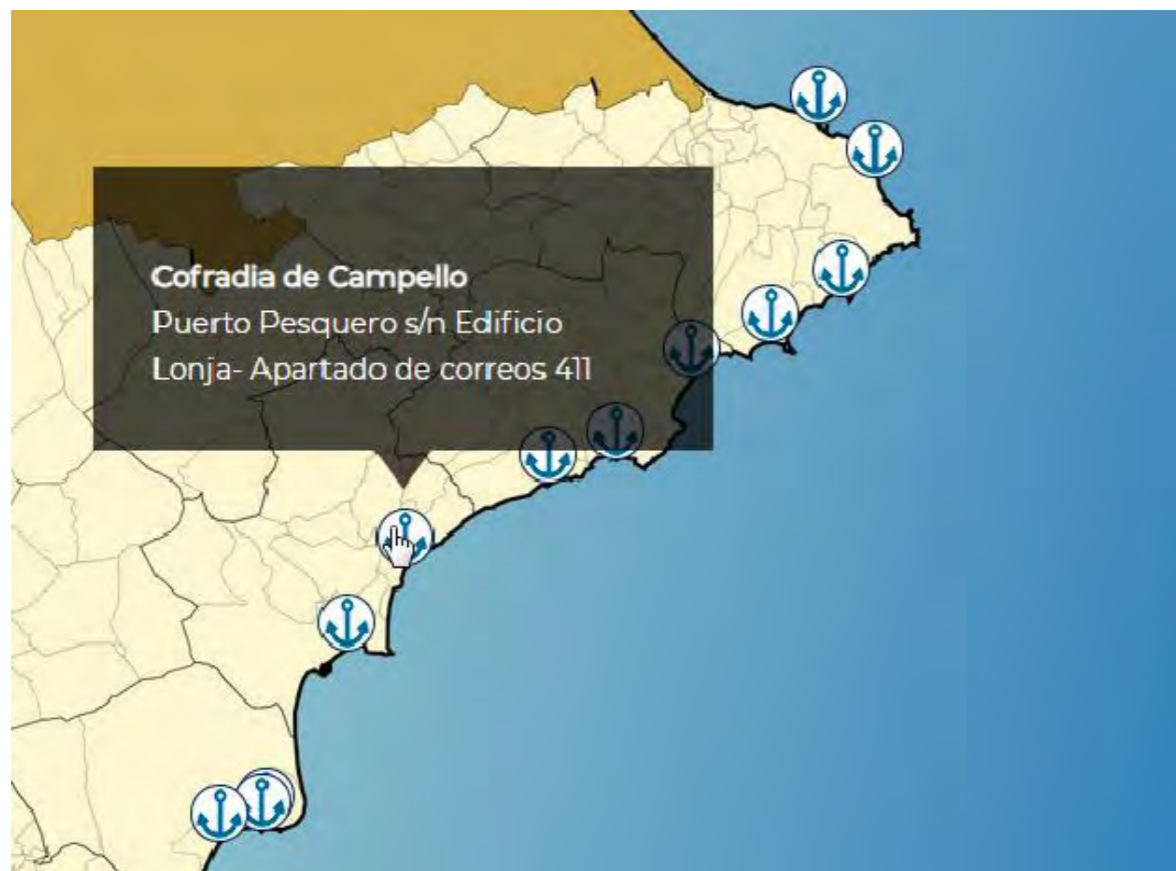 Cofradia de Campello
Puerto Pesquero s/n Edificio
Lonja- Apartado de correos 411